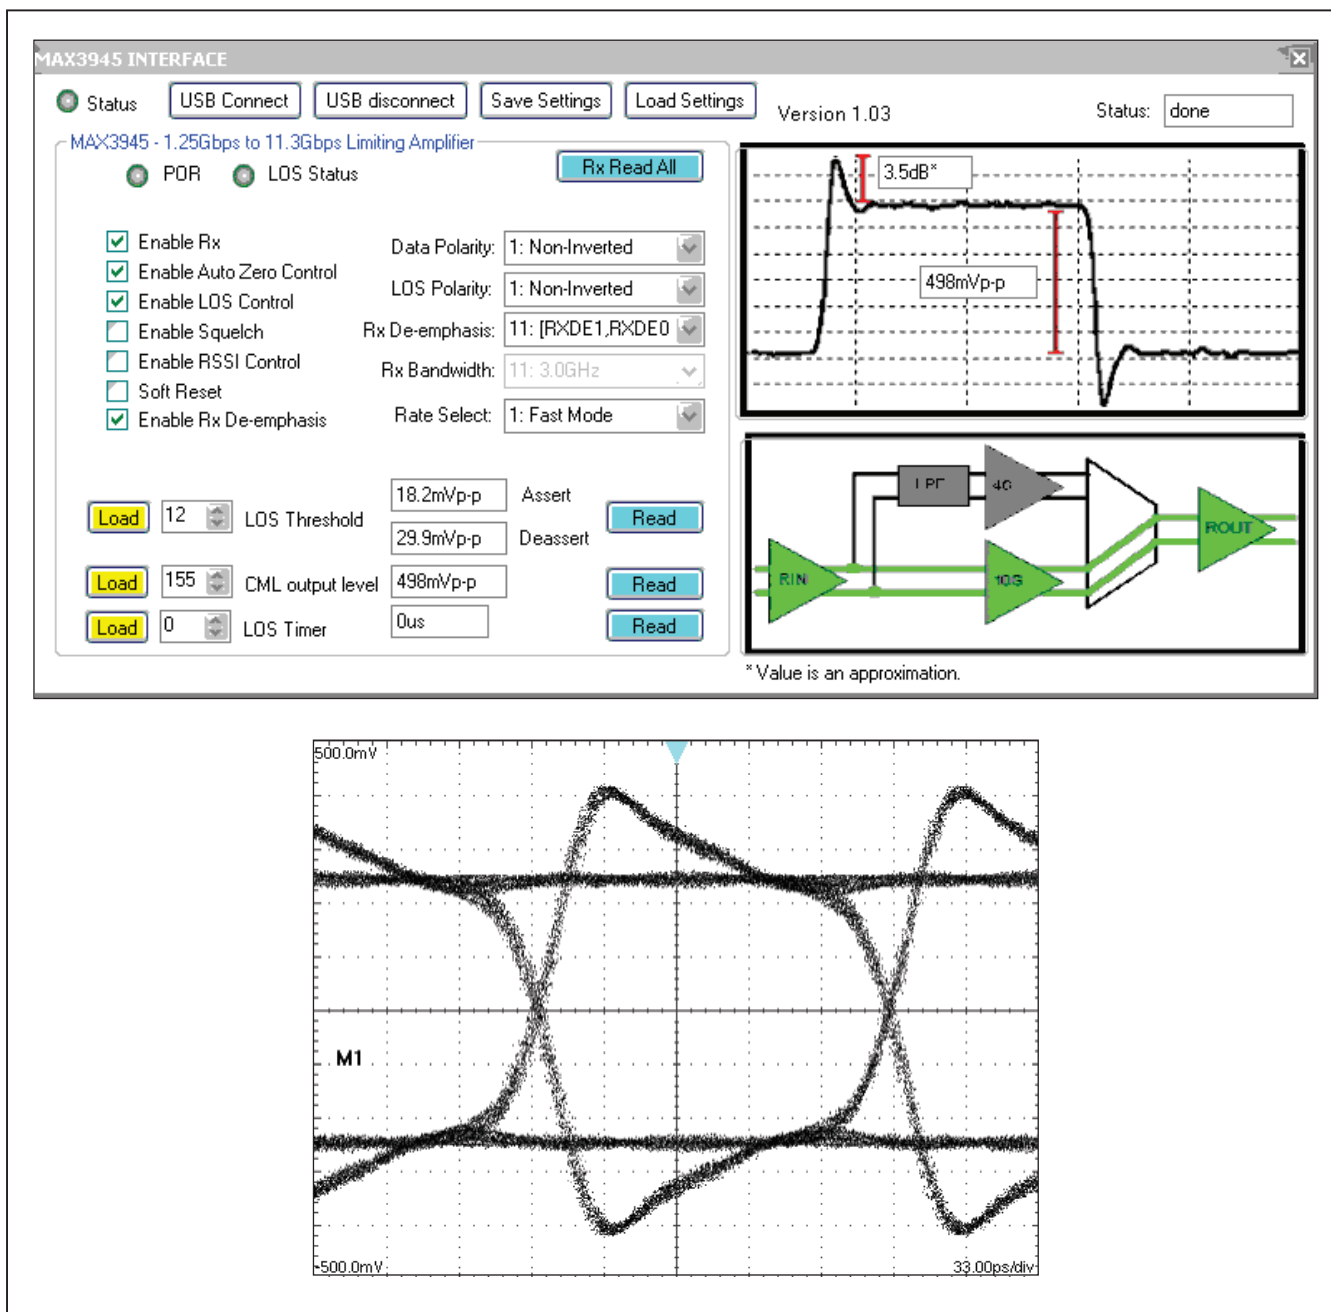 MAX3945 INTERFACE
Status USB Connect USB disconnect Save Settings Load Settings Version 1.03 Status: done
MAX3945 - 1.25Gbps to 11.3Gbps Limiting Amplifier
POR LOS Status Rx Read All
Enable Rx
Enable Auto Zero Control
Enable LOS Control
Enable Squelch
Enable RSSI Control
Soft Reset
Enable Rx De-emphasis
Data Polarity: 1: Non-Inverted
LOS Polarity: 1: Non-Inverted
Rx De-emphasis: 11: [RXDE1,RXDE0
Rx Bandwidth: 11: 3.0GHz
Rate Select: 1: Fast Mode
Load 12 LOS Threshold 18.2mVp-p Assert Read
29.9mVp-p Deassert
Load 155 CML output level 498mVp-p Read
Load 0 LOS Timer 0us Read
3.5dB*
498mVp-p
LPF 4G
RIN 10G ROUT
* Value is an approximation.
500.0mV
M1
-500.0mV 33.00ps/div